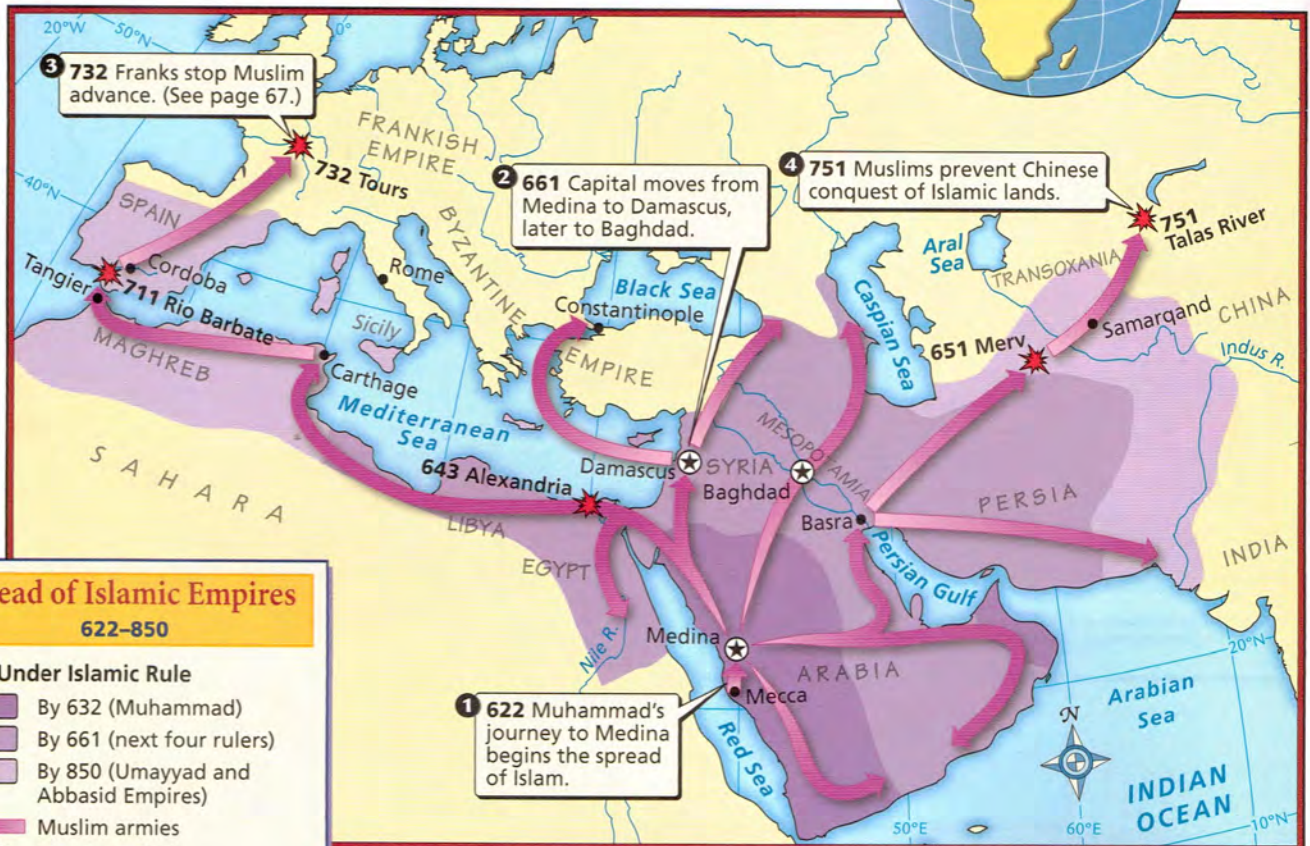 20°W
50°N
0°
40°N
❸ 732 Franks stop Muslim
advance. (See page 67.)
FRANKISH
EMPIRE
732 Tours
❷ 661 Capital moves from
Medina to Damascus,
later to Baghdad.
❹ 751 Muslims prevent Chinese
conquest of Islamic lands.
751
Talas River
SPAIN
Cordoba
Tangier
711 Rio Barbate
MAGHREB
Rome
Sicily
Carthage
BYZANTINE
EMPIRE
Constantinople
Black Sea
Caspian Sea
Aral
Sea
TRANSOXANIA
Samarqand
CHINA
Indus R.
651 Merv
Mediterranean
Sea
SAHARA
643 Alexandria
LIBYA
EGYPT
Nile R.
Damascus
SYRIA
Baghdad
MESOPOTAMIA
Basra
PERSIA
INDIA
Persian Gulf
Medina
ARABIA
Mecca
Red Sea
❶ 622 Muhammad's
journey to Medina
begins the spread
of Islam.
N
Arabian
Sea
INDIAN
OCEAN
20°N
10°N
50°E
60°E
ead of Islamic Empires
622–850
Under Islamic Rule
By 632 (Muhammad)
By 661 (next four rulers)
By 850 (Umayyad and
Abbasid Empires)
Muslim armies